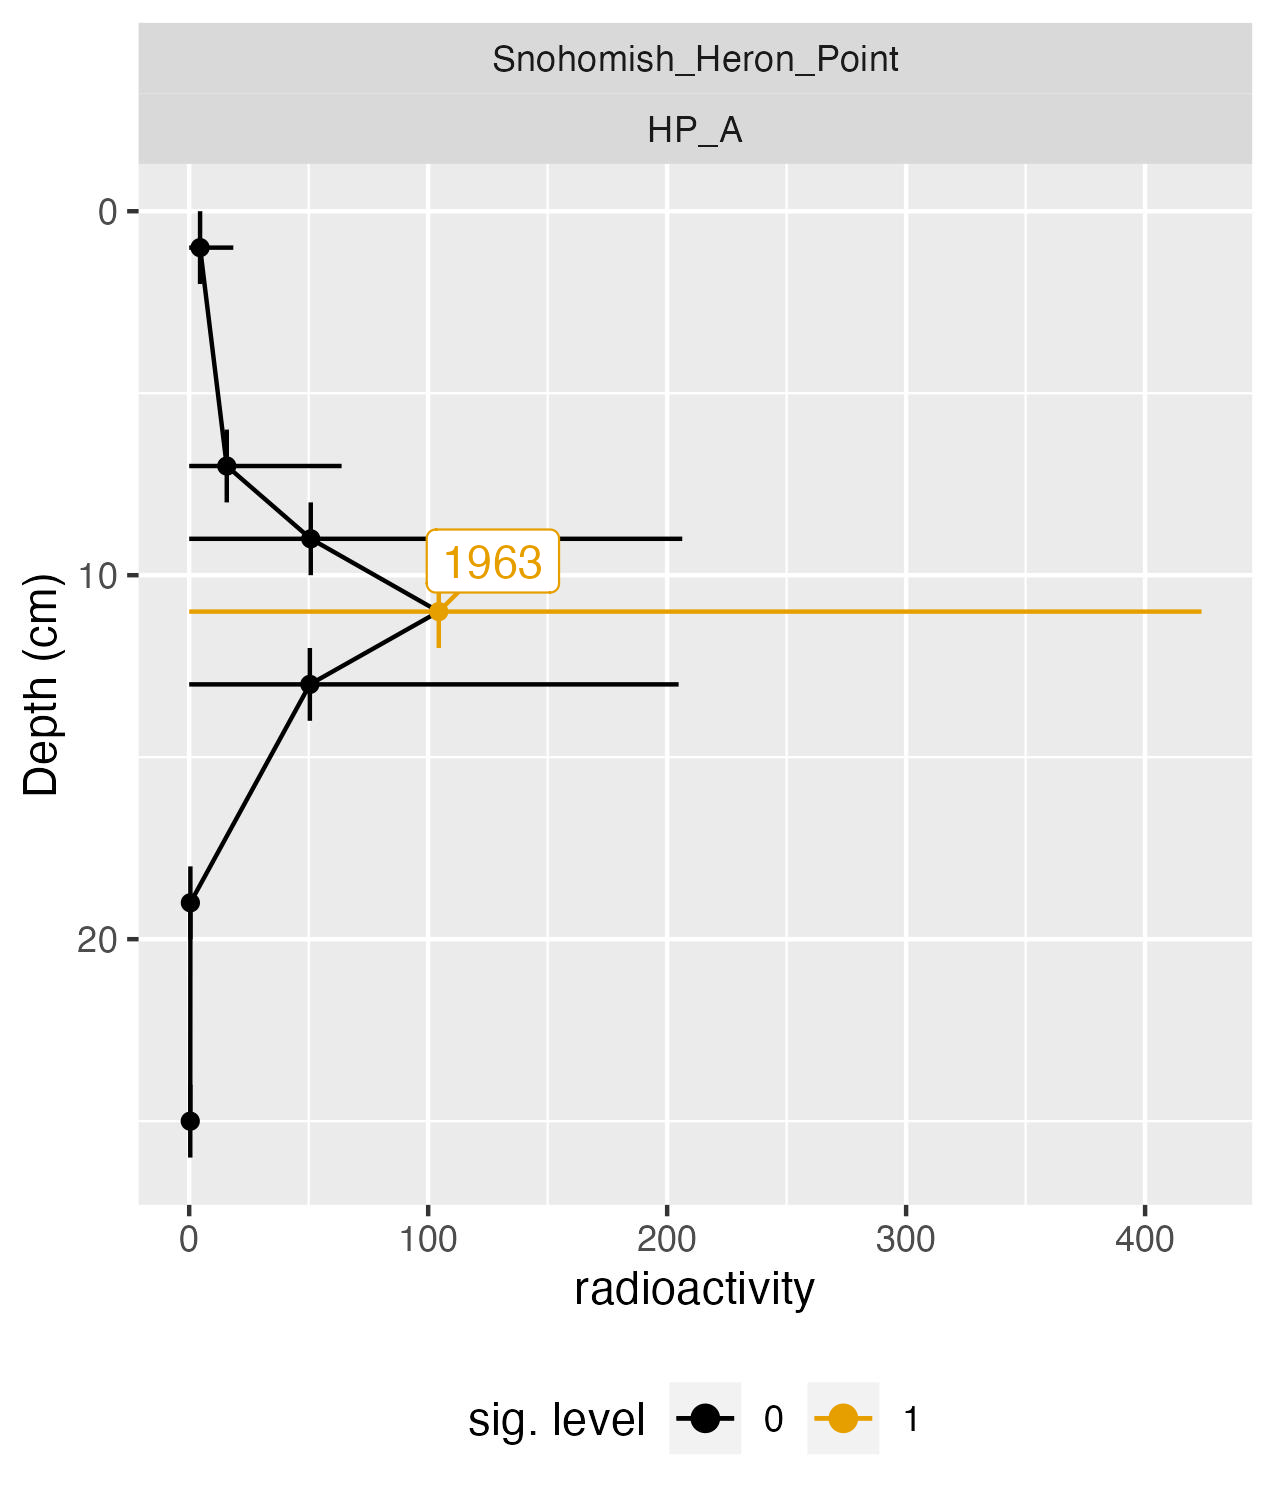 Snohomish_Heron_Point
HP_A
0
10
20
Depth (cm)
1963
0 100 200 300 400
radioactivity
sig. level 0 1